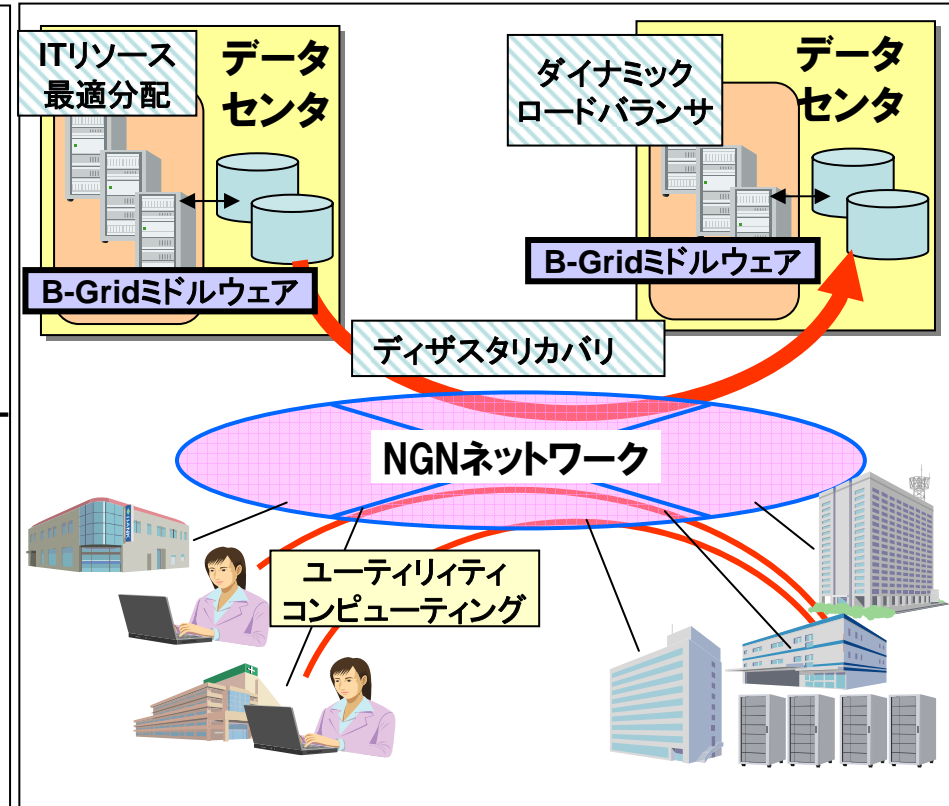 ITリソース
最適分配
データ
センタ
ダイナミック
ロードバランサ
データ
センタ
B-Gridミドルウェア
B-Gridミドルウェア
ディザスタリカバリ
NGNネットワーク
BANK
ユーティリィティ
コンピューティング